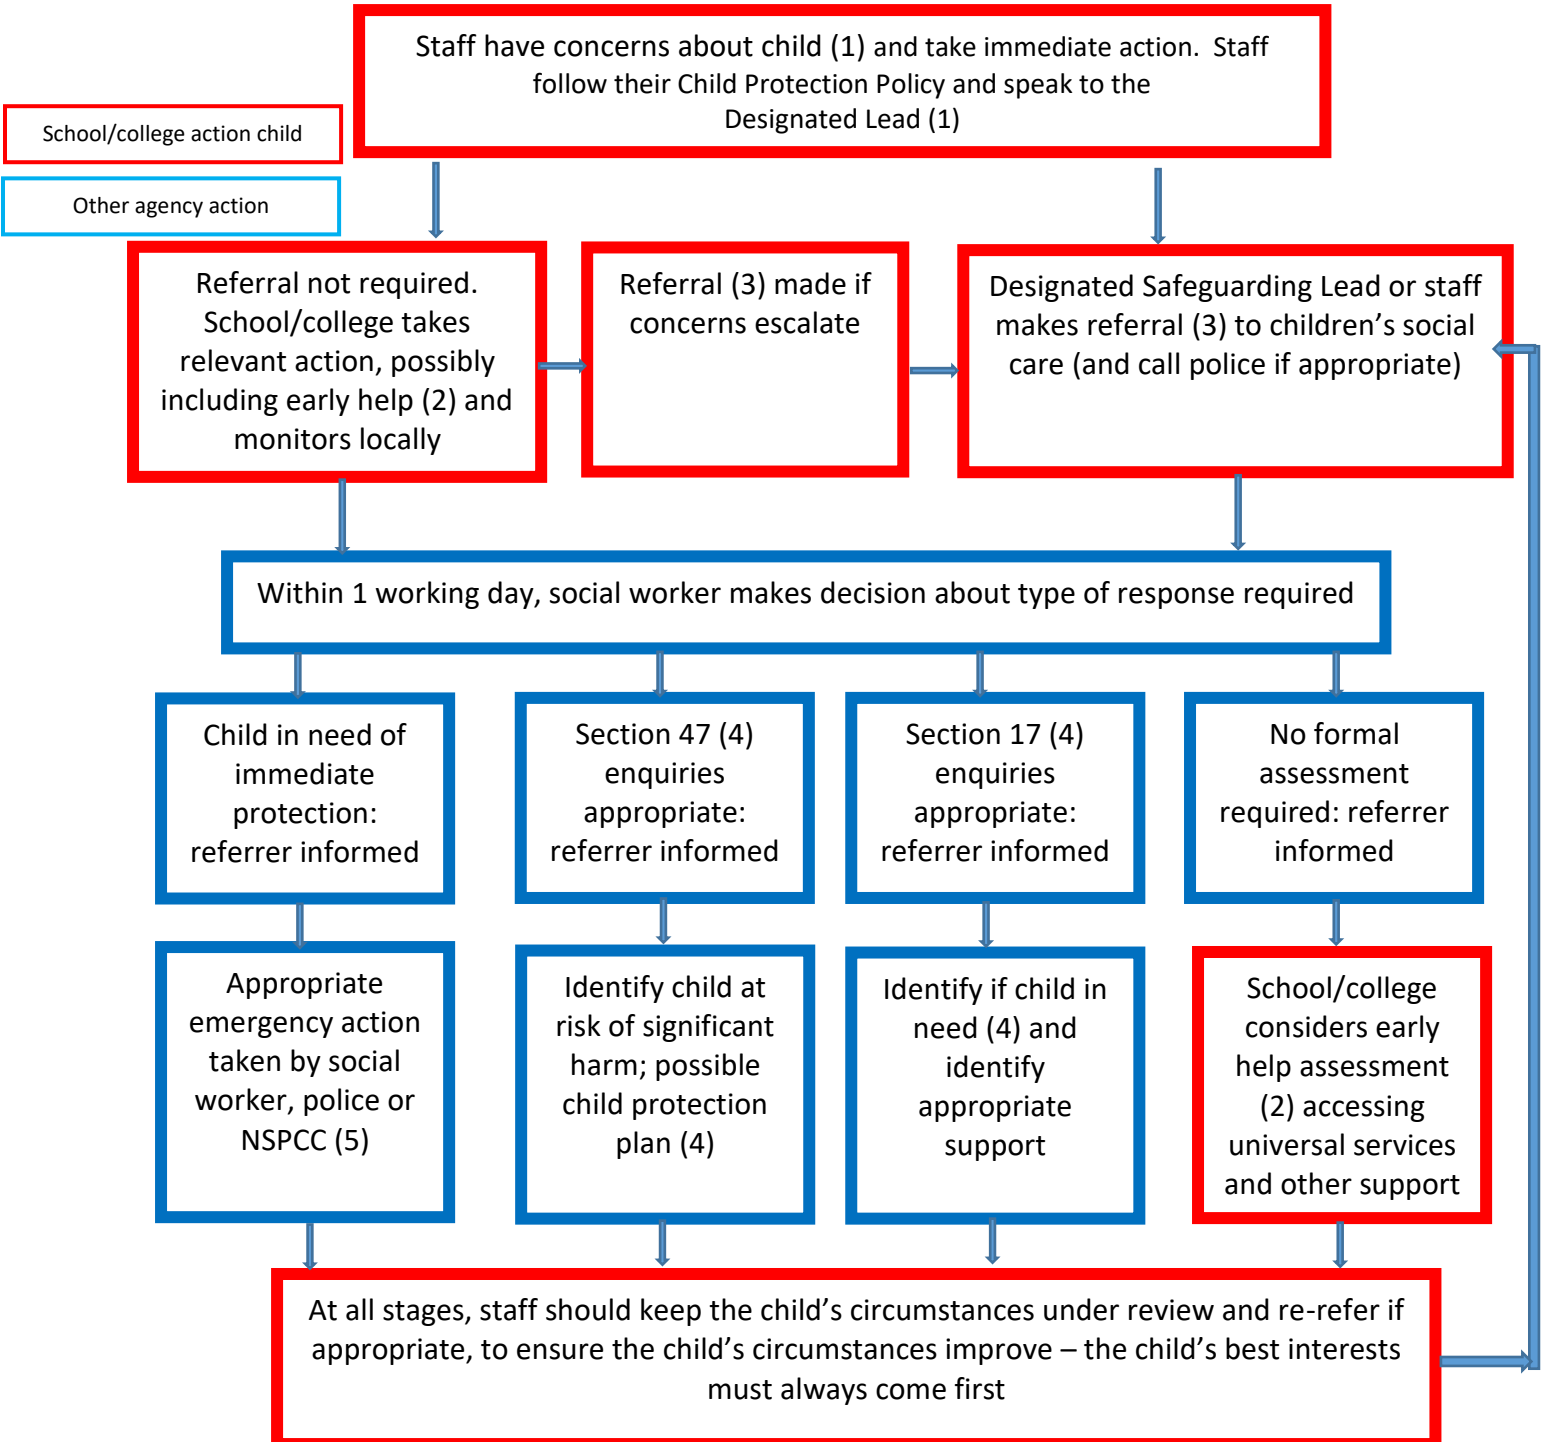 Staff have concerns about child (1) and take immediate action.  Staff
follow their Child Protection Policy and speak to the
Designated Lead (1)
School/college action child
Other agency action
Referral not required.
School/college takes
relevant action, possibly
including early help (2) and
monitors locally
Referral (3) made if
concerns escalate
Designated Safeguarding Lead or staff
makes referral (3) to children’s social
care (and call police if appropriate)
Within 1 working day, social worker makes decision about type of response required
Child in need of
immediate
protection:
referrer informed
Section 47 (4)
enquiries
appropriate:
referrer informed
Section 17 (4)
enquiries
appropriate:
referrer informed
No formal
assessment
required: referrer
informed
Appropriate
emergency action
taken by social
worker, police or
NSPCC (5)
Identify child at
risk of significant
harm; possible
child protection
plan (4)
Identify if child in
need (4) and
identify
appropriate
support
School/college
considers early
help assessment
(2) accessing
universal services
and other support
At all stages, staff should keep the child’s circumstances under review and re-refer if
appropriate, to ensure the child’s circumstances improve – the child’s best interests
must always come first